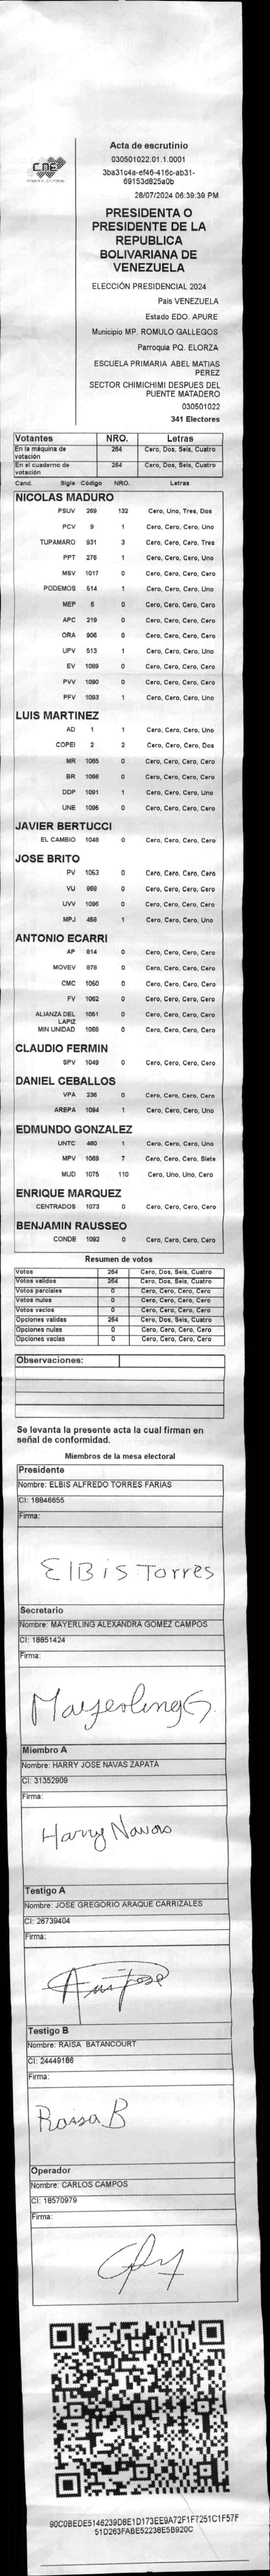 CNE
PODER ELECTORAL
Acta de escrutinio
030501022.01.1.0001
3ba31c4a-ef46-416c-ab31-
69153d825a0b
28/07/2024 06:39:39 PM
PRESIDENTA O
PRESIDENTE DE LA
REPUBLICA
BOLIVARIANA DE
VENEZUELA
ELECCIÓN PRESIDENCIAL 2024
Pais VENEZUELA
Estado EDO. APURE
Municipio MP. ROMULO GALLEGOS
Parroquia PQ. ELORZA
ESCUELA PRIMARIA ABEL MATIAS
PEREZ
SECTOR CHIMICHIMI DESPUES DEL
PUENTE MATADERO
030501022
341 Electores
Votantes NRO. Letras
En la máquina de votación 264 Cero, Dos, Seis, Cuatro
En el cuaderno de votación 264 Cero, Dos, Seis, Cuatro
Cand. Sigla Código NRO. Letras
NICOLAS MADURO
PSUV 269 132 Cero, Uno, Tres, Dos
PCV 9 1 Cero, Cero, Cero, Uno
TUPAMARO 931 3 Cero, Cero, Cero, Tres
PPT 276 1 Cero, Cero, Cero, Uno
MSV 1017 0 Cero, Cero, Cero, Cero
PODEMOS 514 1 Cero, Cero, Cero, Uno
MEP 6 0 Cero, Cero, Cero, Cero
APC 219 0 Cero, Cero, Cero, Cero
ORA 906 0 Cero, Cero, Cero, Cero
UPV 513 1 Cero, Cero, Cero, Uno
EV 1089 0 Cero, Cero, Cero, Cero
PVV 1090 0 Cero, Cero, Cero, Cero
PFV 1093 1 Cero, Cero, Cero, Uno
LUIS MARTINEZ
AD 1 1 Cero, Cero, Cero, Uno
COPEI 2 2 Cero, Cero, Cero, Dos
MR 1065 0 Cero, Cero, Cero, Cero
BR 1068 0 Cero, Cero, Cero, Cero
DDP 1091 1 Cero, Cero, Cero, Uno
UNE 1095 0 Cero, Cero, Cero, Cero
JAVIER BERTUCCI
EL CAMBIO 1048 0 Cero, Cero, Cero, Cero
JOSE BRITO
PV 1053 0 Cero, Cero, Cero, Cero
VU 868 0 Cero, Cero, Cero, Cero
UVV 1096 0 Cero, Cero, Cero, Cero
MPJ 458 1 Cero, Cero, Cero, Uno
ANTONIO ECARRI
AP 814 0 Cero, Cero, Cero, Cero
MOVEV 878 0 Cero, Cero, Cero, Cero
CMC 1050 0 Cero, Cero, Cero, Cero
FV 1062 0 Cero, Cero, Cero, Cero
ALIANZA DEL LAPIZ 1051 0 Cero, Cero, Cero, Cero
MIN UNIDAD 1058 0 Cero, Cero, Cero, Cero
CLAUDIO FERMIN
SPV 1049 0 Cero, Cero, Cero, Cero
DANIEL CEBALLOS
VPA 236 0 Cero, Cero, Cero, Cero
AREPA 1094 1 Cero, Cero, Cero, Uno
EDMUNDO GONZALEZ
UNTC 460 1 Cero, Cero, Cero, Uno
MPV 1069 7 Cero, Cero, Cero, Siete
MUD 1075 110 Cero, Uno, Uno, Cero
ENRIQUE MARQUEZ
CENTRADOS 1073 0 Cero, Cero, Cero, Cero
BENJAMIN RAUSSEO
CONDE 1092 0 Cero, Cero, Cero, Cero
Resumen de votos
Votos 264 Cero, Dos, Seis, Cuatro
Votos validos 264 Cero, Dos, Seis, Cuatro
Votos parciales 0 Cero, Cero, Cero, Cero
Votos nulos 0 Cero, Cero, Cero, Cero
Votos vacios 0 Cero, Cero, Cero, Cero
Opciones validas 264 Cero, Dos, Seis, Cuatro
Opciones nulas 0 Cero, Cero, Cero, Cero
Opciones vacias 0 Cero, Cero, Cero, Cero
Observaciones:
Se levanta la presente acta la cual firman en
señal de conformidad.
Miembros de la mesa electoral
Presidente
Nombre: ELBIS ALFREDO TORRES FARIAS
CI: 18846655
Firma:
ElBis Torres
Secretario
Nombre: MAYERLING ALEXANDRA GOMEZ CAMPOS
CI: 18851424
Firma:
Mayerling G.
Miembro A
Nombre: HARRY JOSE NAVAS ZAPATA
CI: 31352909
Firma:
Harry Navas
Testigo A
Nombre: JOSE GREGORIO ARAQUE CARRIZALES
CI: 26739404
Firma:
Testigo B
Nombre: RAISA BATANCOURT
CI: 24449186
Firma:
Raisa B
Operador
Nombre: CARLOS CAMPOS
CI: 18570979
Firma:
90C0BEDE5146239D8E1D173EE9A72F1F7251C1F57F
51D263FABE52236E5B920C